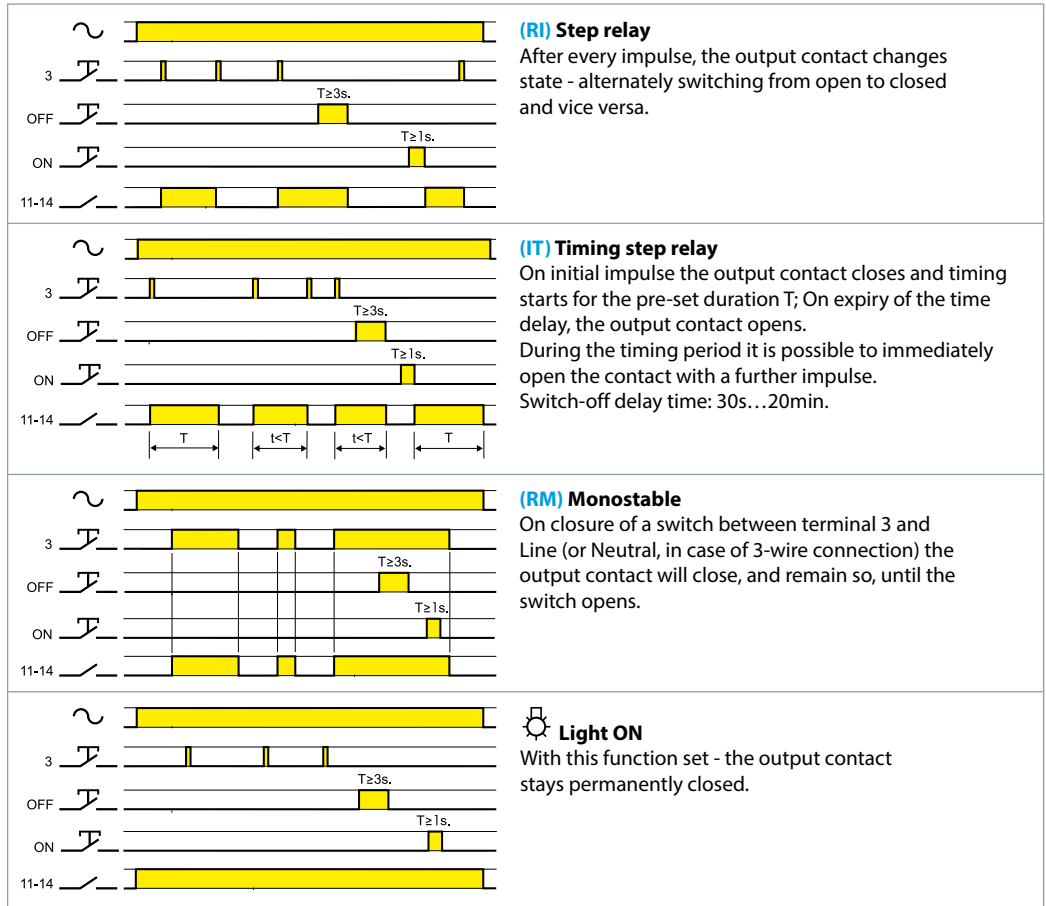 (RI) Step relay
After every impulse, the output contact changes
state - alternately switching from open to closed
and vice versa.
3
OFF
T≥3s.
ON
T≥1s.
11-14
(IT) Timing step relay
On initial impulse the output contact closes and timing
starts for the pre-set duration T; On expiry of the time
delay, the output contact opens.
During the timing period it is possible to immediately
open the contact with a further impulse.
Switch-off delay time: 30s…20min.
3
OFF
T≥3s.
ON
T≥1s.
11-14
T
t<T
t<T
T
(RM) Monostable
On closure of a switch between terminal 3 and
Line (or Neutral, in case of 3-wire connection) the
output contact will close, and remain so, until the
switch opens.
3
OFF
T≥3s.
ON
T≥1s.
11-14
Light ON
With this function set - the output contact
stays permanently closed.
3
OFF
T≥3s.
ON
T≥1s.
11-14